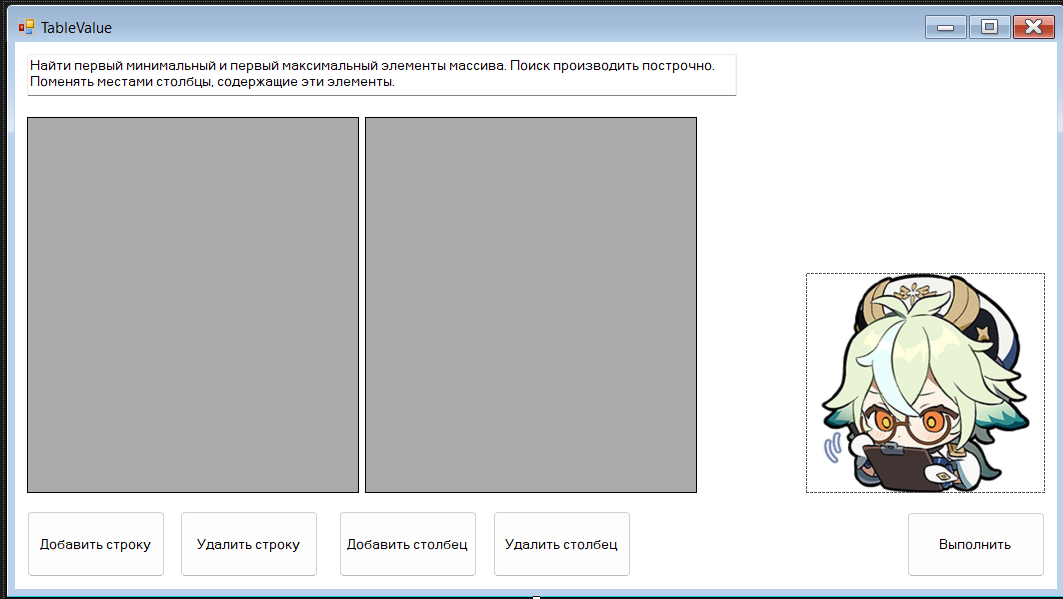 TableValue
Найти первый минимальный и первый максимальный элементы массива. Поиск производить построчно.
Поменять местами столбцы, содержащие эти элементы.
Добавить строку
Удалить строку
Добавить столбец
Удалить столбец
Выполнить